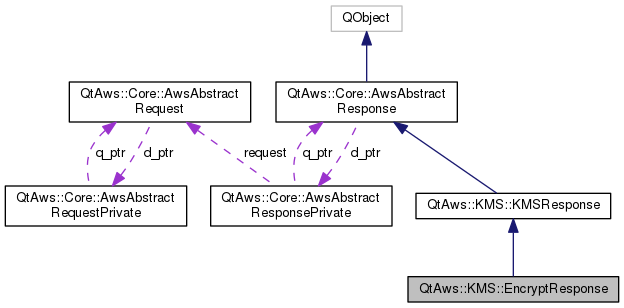 QObject
QtAws::Core::AwsAbstract
Request
QtAws::Core::AwsAbstract
Response
q_ptr
d_ptr
request
q_ptr
d_ptr
QtAws::Core::AwsAbstract
RequestPrivate
QtAws::Core::AwsAbstract
ResponsePrivate
QtAws::KMS::KMSResponse
QtAws::KMS::EncryptResponse